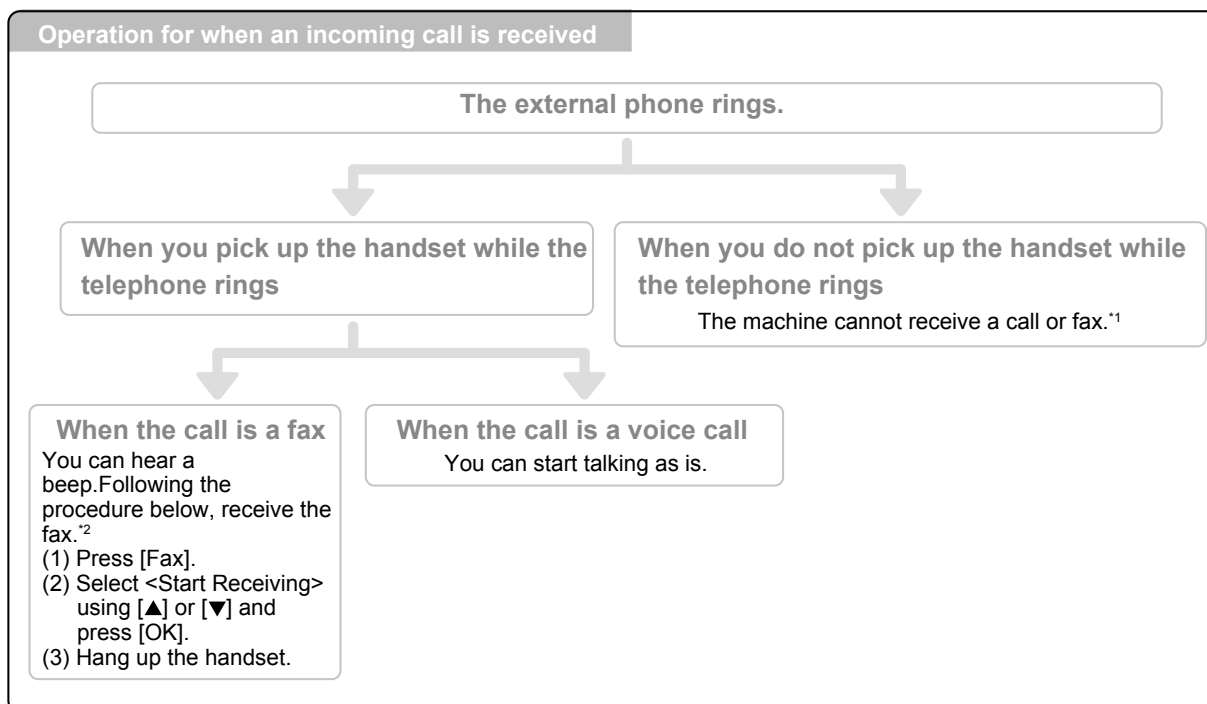 Operation for when an incoming call is received
The external phone rings.
When you pick up the handset while the
telephone rings
When you do not pick up the handset while
the telephone rings
The machine cannot receive a call or fax.*1
When the call is a fax
You can hear a
beep.Following the
procedure below, receive the
fax.*2
(1) Press [Fax].
(2) Select <Start Receiving>
using [▲] or [▼] and
press [OK].
(3) Hang up the handset.
When the call is a voice call
You can start talking as is.